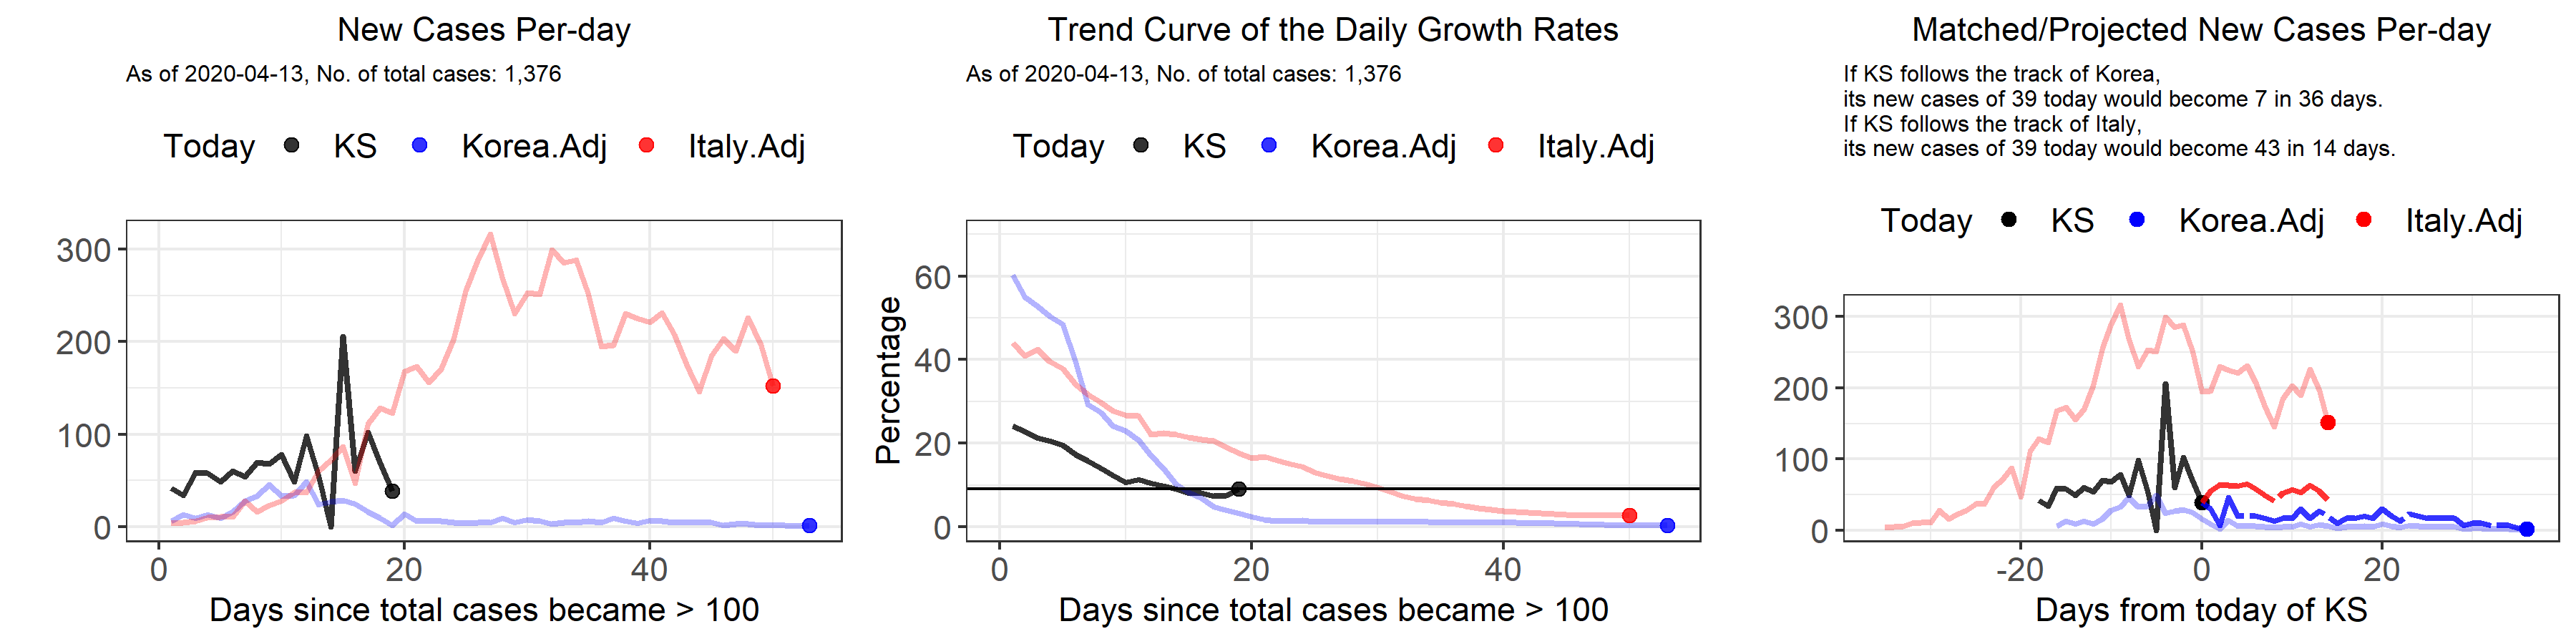 New Cases Per-day
As of 2020-04-13, No. of total cases: 1,376
Today KS Korea.Adj Italy.Adj
300
200
100
0
0 20 40
Days since total cases became > 100
Trend Curve of the Daily Growth Rates
As of 2020-04-13, No. of total cases: 1,376
Today KS Korea.Adj Italy.Adj
Percentage
60
40
20
0
0 20 40
Days since total cases became > 100
Matched/Projected New Cases Per-day
If KS follows the track of Korea,
its new cases of 39 today would become 7 in 36 days.
If KS follows the track of Italy,
its new cases of 39 today would become 43 in 14 days.
Today KS Korea.Adj Italy.Adj
300
200
100
0
-20 0 20
Days from today of KS